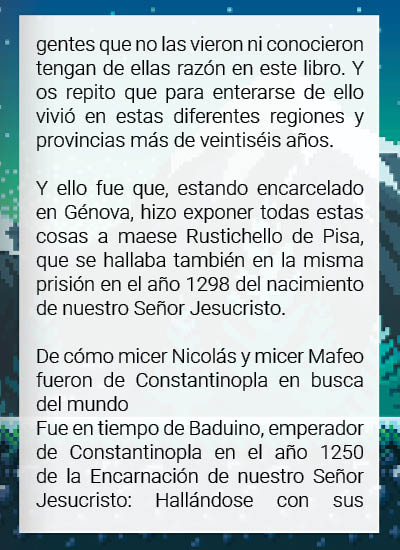 gentes que no las vieron ni conocieron
tengan de ellas razón en este libro. Y
os repito que para enterarse de ello
vivió en estas diferentes regiones y
provincias más de veintiséis años.
Y ello fue que, estando encarcelado
en Génova, hizo exponer todas estas
cosas a maese Rustichello de Pisa,
que se hallaba también en la misma
prisión en el año 1298 del nacimiento
de nuestro Señor Jesucristo.
De cómo micer Nicolás y micer Mafeo
fueron de Constantinopla en busca
del mundo
Fue en tiempo de Baduino, emperador
de Constantinopla en el año 1250
de la Encarnación de nuestro Señor
Jesucristo: Hallándose con sus